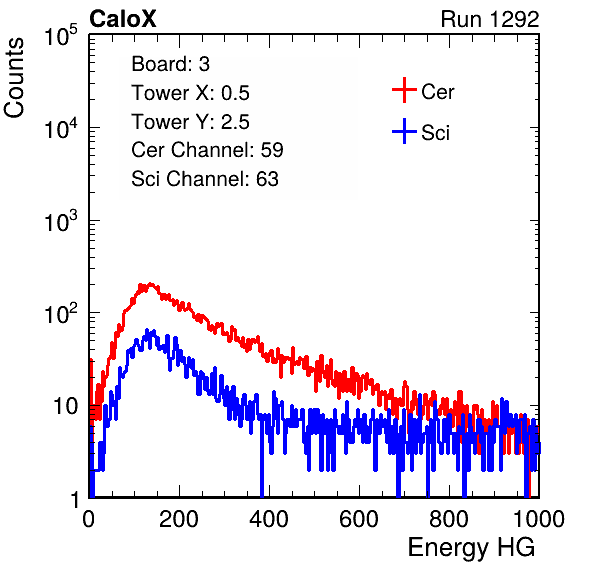 CaloX Run 1292
Counts
10^5
10^4
10^3
10^2
10
1
Board: 3
Tower X: 0.5
Tower Y: 2.5
Cer Channel: 59
Sci Channel: 63
Cer
Sci
0 200 400 600 800 1000
Energy HG